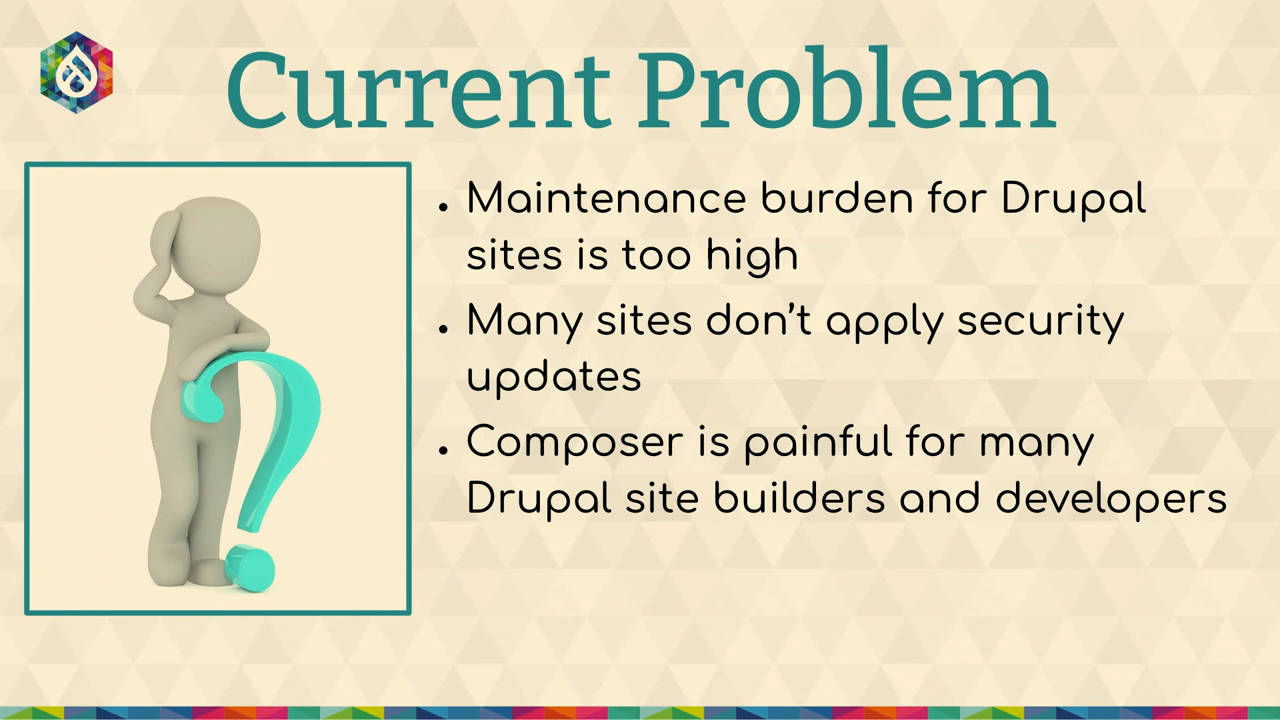 Current Problem
• Maintenance burden for Drupal
sites is too high
• Many sites don’t apply security
updates
• Composer is painful for many
Drupal site builders and developers